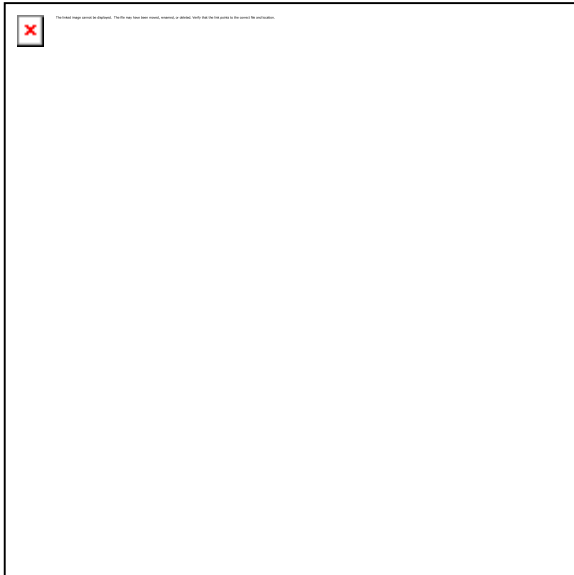 The linked image cannot be displayed. The file may have been moved, renamed, or deleted. Verify that the link points to the correct file and location.